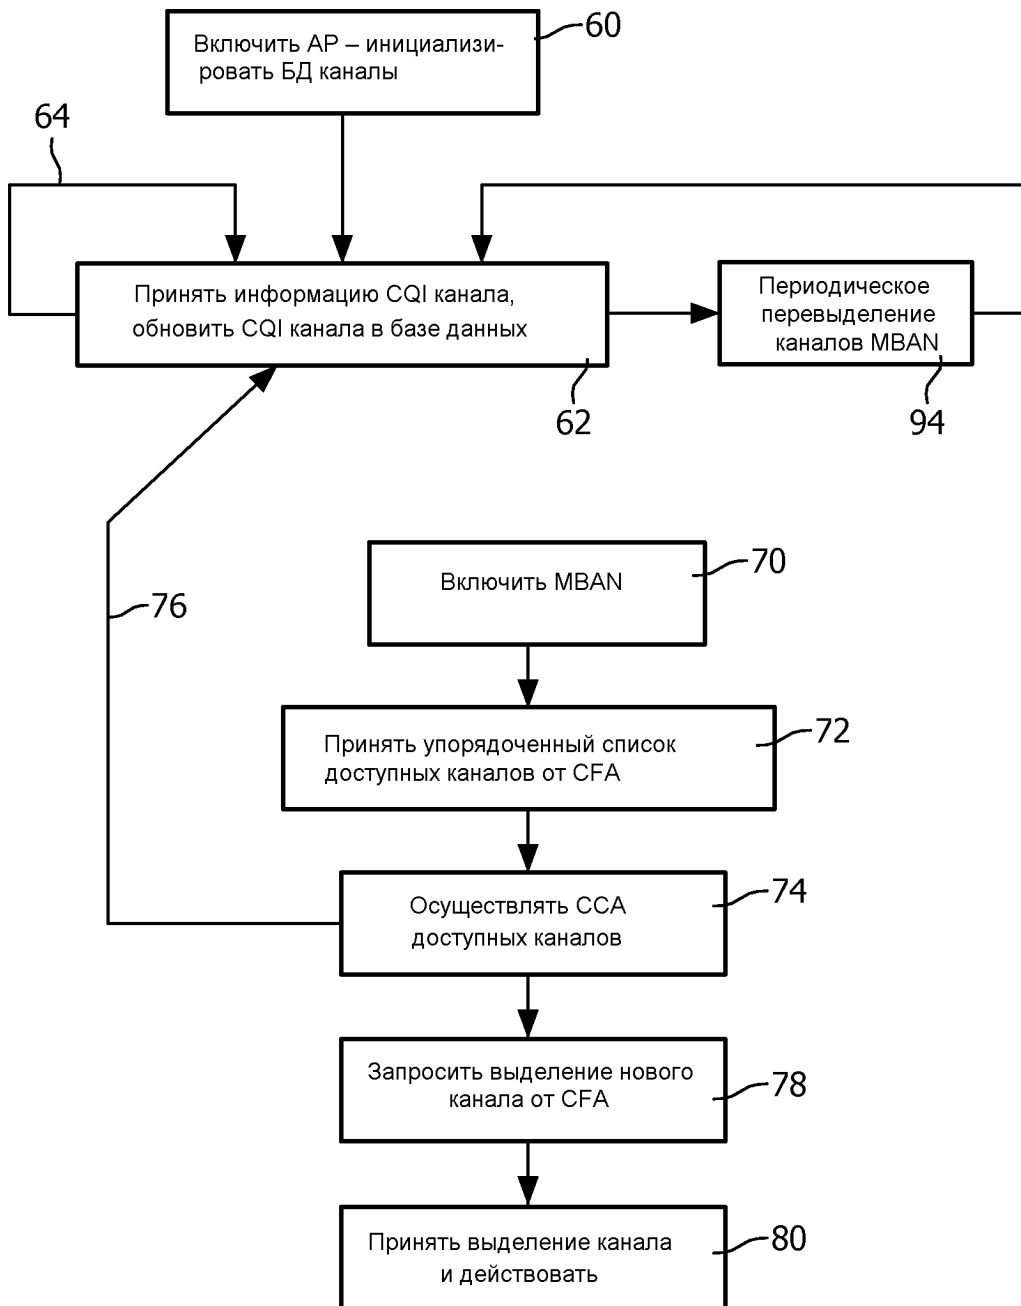 Включить АР – инициализи-
ровать БД каналы
60
64
Принять информацию CQI канала,
обновить CQI канала в базе данных
62
Периодическое
перевыделение
каналов MBAN
94
Включить MBAN
70
76
Принять упорядоченный список
доступных каналов от CFA
72
Осуществлять CCA
доступных каналов
74
Запросить выделение нового
канала от CFA
78
Принять выделение канала
и действовать
80